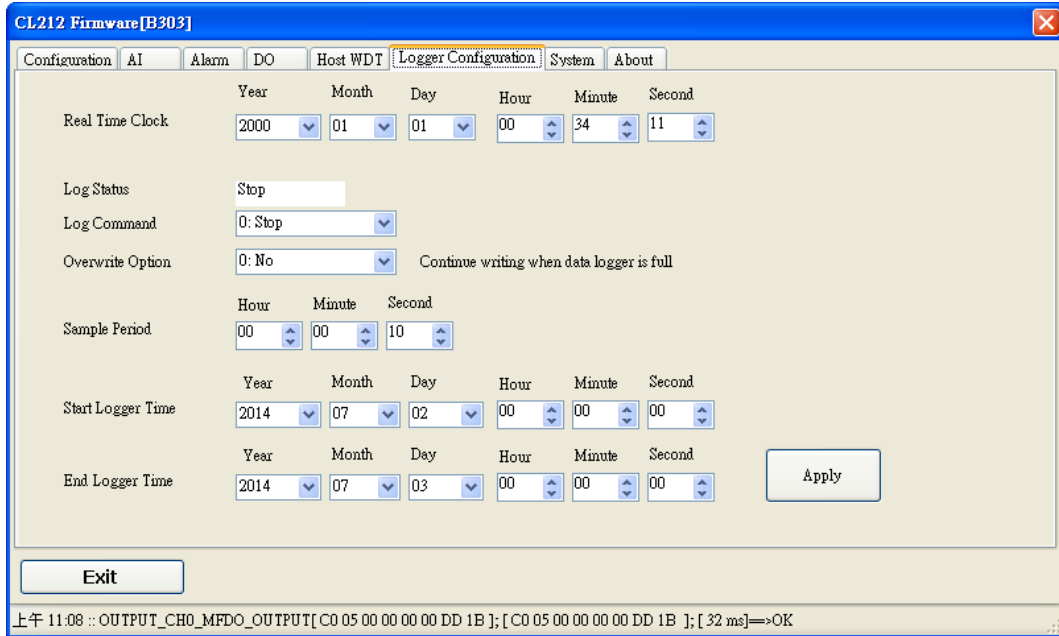 CL212 Firmware[B303]
Configuration AI Alarm DO Host WDT Logger Configuration System About
Year Month Day Hour Minute Second
Real Time Clock 2000 01 01 00 34 11
Log Status Stop
Log Command 0: Stop
Overwrite Option 0: No Continue writing when data logger is full
Hour Minute Second
Sample Period 00 00 10
Year Month Day Hour Minute Second
Start Logger Time 2014 07 02 00 00 00
Year Month Day Hour Minute Second
End Logger Time 2014 07 03 00 00 00
Apply
Exit
上午 11:08 :: OUTPUT_CH0_MFDO_OUTPUT[ C0 05 00 00 00 00 DD 1B ]; [ C0 05 00 00 00 00 DD 1B ]; [ 32 ms]==>OK